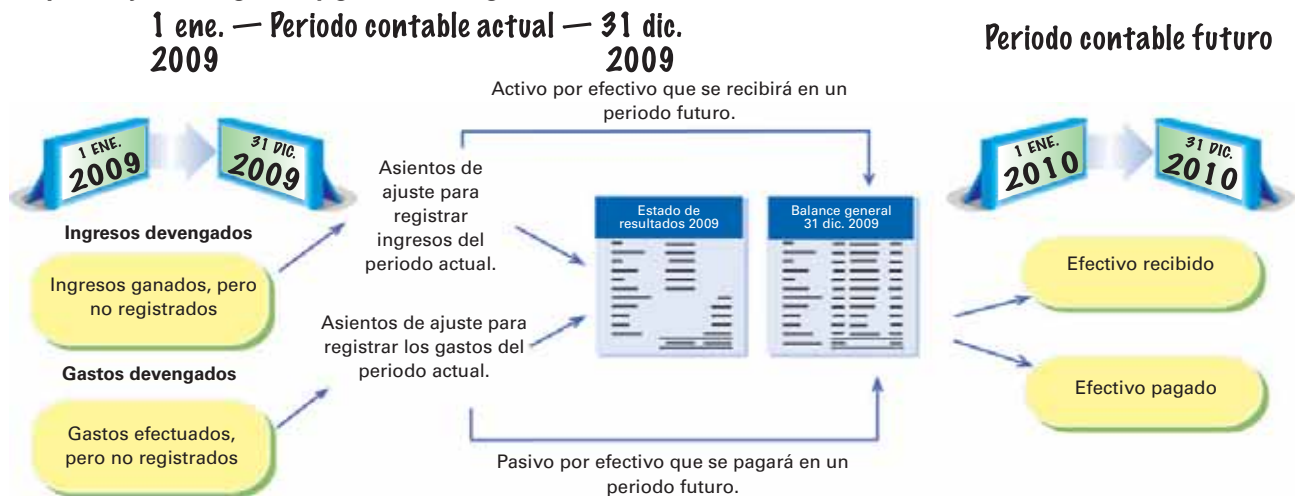 1 ene. — Periodo contable actual — 31 dic.
2009 2009
Periodo contable futuro
Activo por efectivo que se recibirá en un
periodo futuro.
1 ENE.
2009
31 DIC.
2009
1 ENE.
2010
31 DIC.
2010
Ingresos devengados
Ingresos ganados, pero
no registrados
Asientos de
ajuste para
registrar
ingresos del
periodo actual.
Gastos devengados
Gastos efectuados,
pero no registrados
Asientos de ajuste para
registrar los gastos del
periodo actual.
Estado de
resultados 2009
Balance general
31 dic. 2009
Pasivo por efectivo que se pagará en un
periodo futuro.
Efectivo recibido
Efectivo pagado